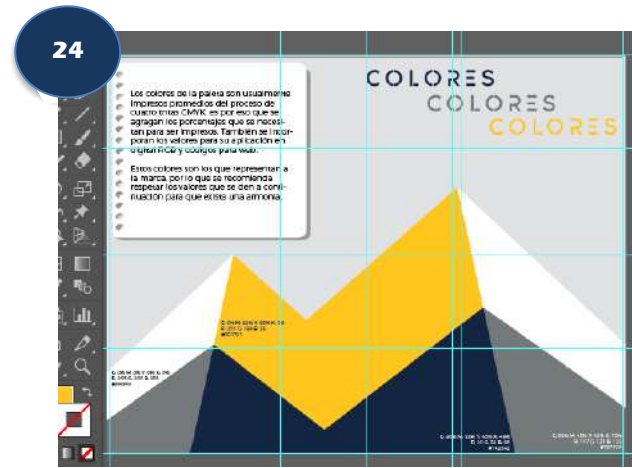 24
COLORES
COLORES
COLORES
Los colores de la paleta son usualmente
impresos promedios del proceso de
cuatro tintas CMYK, es por eso que se
agragan los porcentajes que se necesi-
tan para ser impresos. También se incor-
poran los valores para su aplicación en
digital RGB y códigos para web.
Estos colores son los que representan a
la marca, por lo que se recomienda
respetar los valores que se den a conti-
nuación para que exista una armonía.